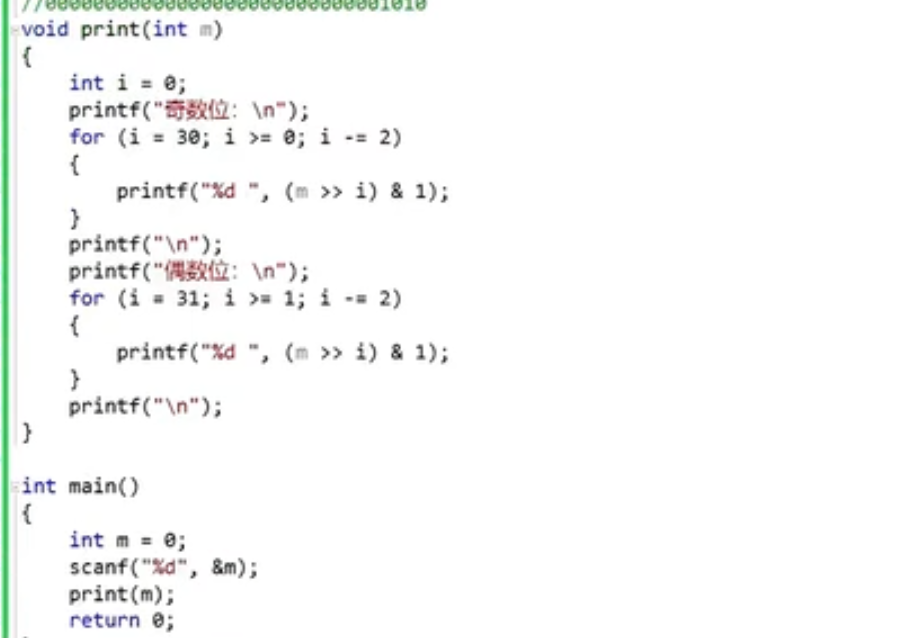 //00000000000000000000000000001010
void print(int m)
{
    int i = 0;
    printf("奇数位：\n");
    for (i = 30; i >= 0; i -= 2)
    {
        printf("%d ", (m >> i) & 1);
    }
    printf("\n");
    printf("偶数位：\n");
    for (i = 31; i >= 1; i -= 2)
    {
        printf("%d ", (m >> i) & 1);
    }
    printf("\n");
}
int main()
{
    int m = 0;
    scanf("%d", &m);
    print(m);
    return 0;